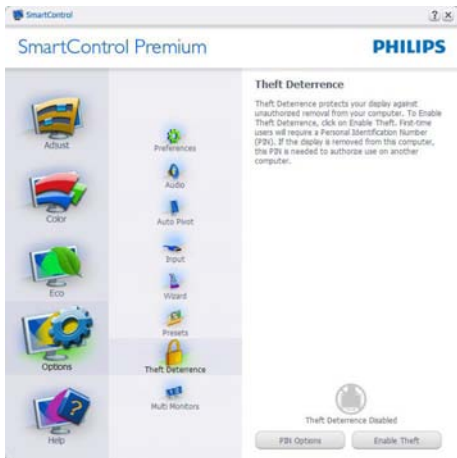 SmartControl
SmartControl Premium
PHILIPS
Adjust
Color
Eco
Options
Help
Preferences
Audio
Auto Pivot
Input
Wizard
Presets
Theft Deterrence
Multi Monitors
Theft Deterrence
Theft Deterrence protects your display against
unauthorized removal from your computer. To Enable
Theft Deterrence, click on Enable Theft. First-time
users will require a Personal Identification Number
(PIN). If the display is removed from this computer,
this PIN is needed to authorize use on another
computer.
Theft Deterrence Disabled
PIN Options
Enable Theft